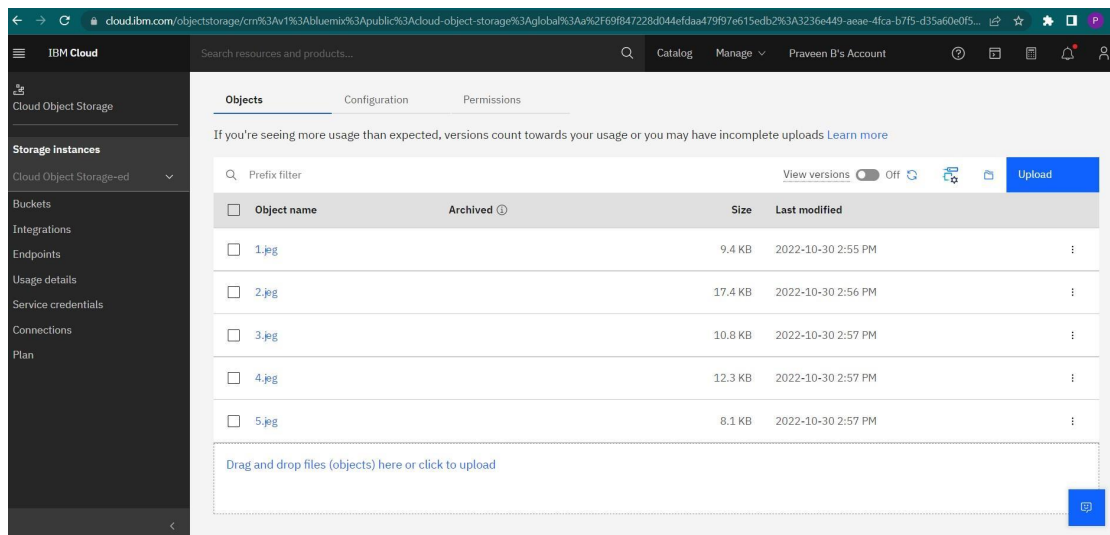 cloud.ibm.com/objectstorage/crn%3Av1%3Abluemix%3Apublic%3Acloud-object-storage%3Aglobal%3Aa%2F69f847228d044efdaa479f97e615edb2%3A3236e449-aeae-4fca-b7f5-d35a60e0f5... P
IBM Cloud Search resources and products... Catalog Manage Praveen B's Account
Cloud Object Storage
Storage instances
Cloud Object Storage-ed
Buckets
Integrations
Endpoints
Usage details
Service credentials
Connections
Plan
Objects Configuration Permissions
If you're seeing more usage than expected, versions count towards your usage or you may have incomplete uploads Learn more
Prefix filter View versions Off Upload
Object name Archived Size Last modified
1.jeg 9.4 KB 2022-10-30 2:55 PM
2.jeg 17.4 KB 2022-10-30 2:56 PM
3.jeg 10.8 KB 2022-10-30 2:57 PM
4.jeg 12.3 KB 2022-10-30 2:57 PM
5.jeg 8.1 KB 2022-10-30 2:57 PM
Drag and drop files (objects) here or click to upload